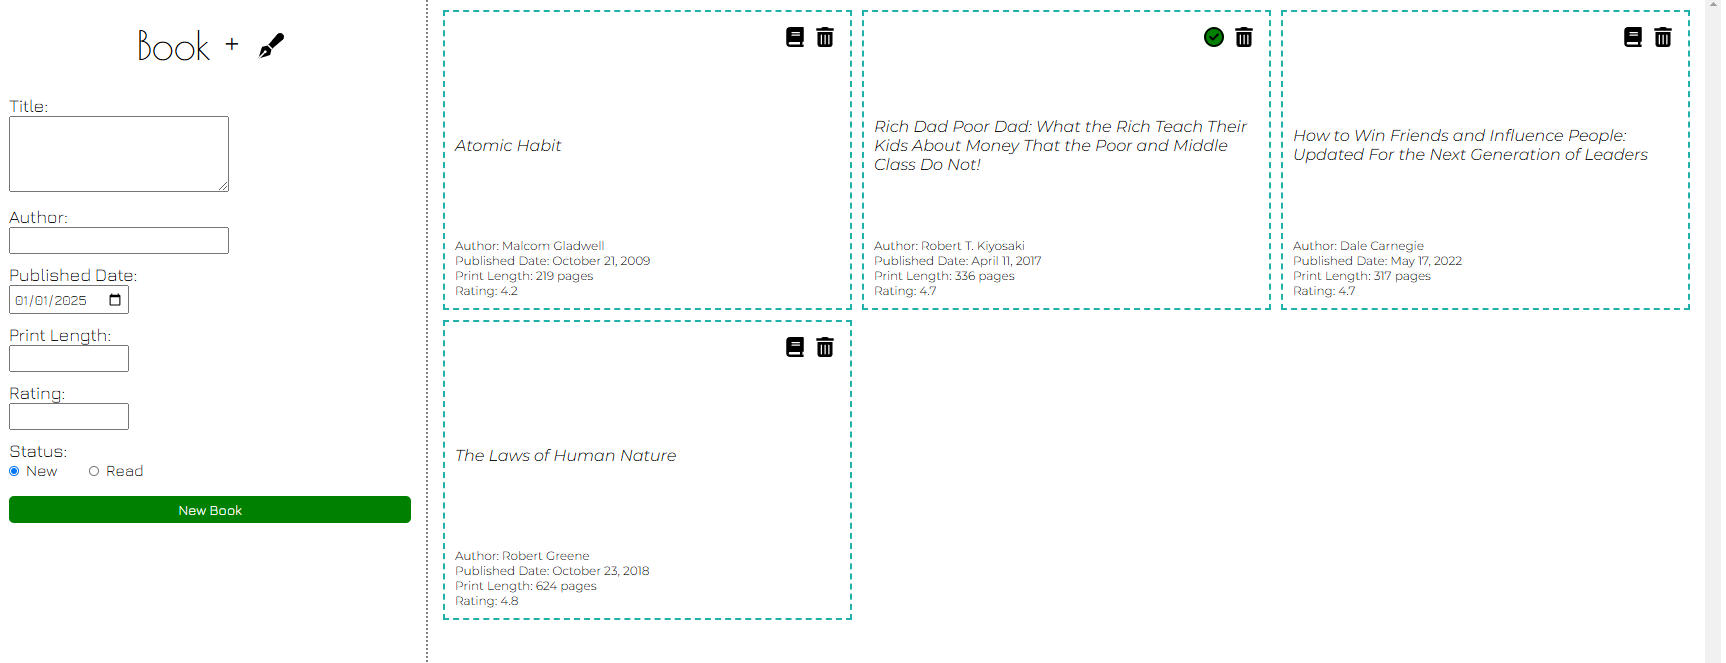 Book +
Title:
Author:
Published Date:
01/01/2025
Print Length:
Rating:
Status:
New Read
New Book
Atomic Habit
Author: Malcom Gladwell
Published Date: October 21, 2009
Print Length: 219 pages
Rating: 4.2
Rich Dad Poor Dad: What the Rich Teach Their
Kids About Money That the Poor and Middle
Class Do Not!
Author: Robert T. Kiyosaki
Published Date: April 11, 2017
Print Length: 336 pages
Rating: 4.7
How to Win Friends and Influence People:
Updated For the Next Generation of Leaders
Author: Dale Carnegie
Published Date: May 17, 2022
Print Length: 317 pages
Rating: 4.7
The Laws of Human Nature
Author: Robert Greene
Published Date: October 23, 2018
Print Length: 624 pages
Rating: 4.8